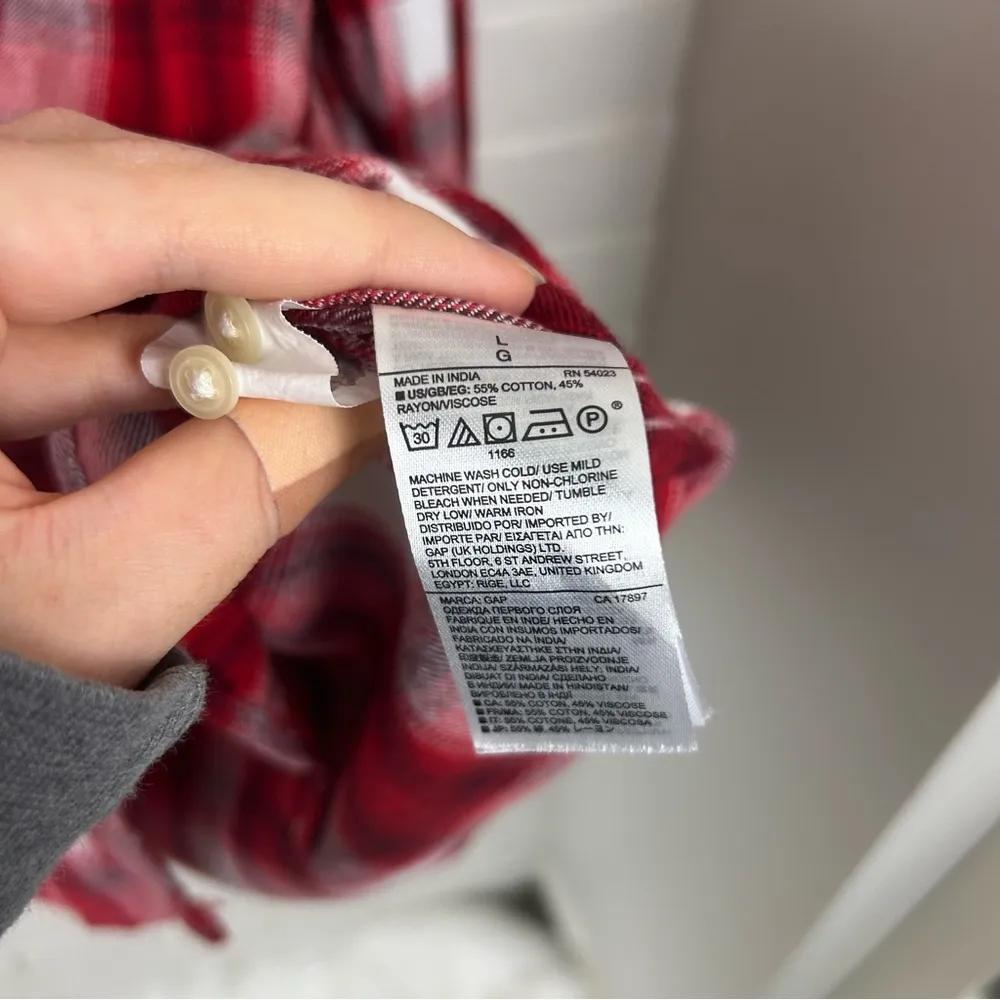 L
G
MADE IN INDIA RN 54023
■ US/GB/EG: 55% COTTON, 45%
RAYON/VISCOSE
30 P ®
1166
MACHINE WASH COLD/ USE MILD
DETERGENT/ ONLY NON-CHLORINE
BLEACH WHEN NEEDED/ TUMBLE
DRY LOW/ WARM IRON
DISTRIBUIDO POR/ IMPORTED BY/
IMPORTE PAR/ ΕΙΣΑΓΕΤΑΙ ΑΠΟ ΤΗΝ:
GAP (UK HOLDINGS) LTD.
5TH FLOOR, 6 ST ANDREW STREET,
LONDON EC4A 3AE, UNITED KINGDOM
EGYPT: RIGE, LLC
MARCA: GAP CA 17897
ОДЕЖДА ПЕРВОГО СЛОЯ
FABRIQUE EN INDE/ HECHO EN
INDIA CON INSUMOS IMPORTADOS/
FABRICADO NA ÍNDIA/
ΚΑΤΑΣΚΕΥΑΣΤΗΚΕ ΣΤΗΝ ΙΝΔΙΑ/
ZEMLJA PROIZVODNJE
INDIJA/ SZÁRMAZÁSI HELY: INDIA/
DIBUAT DI INDIA/ СДЕЛАНО
В ИНДИИ/ MADE IN HINDISTAN/
ВИРОБЛЕНО В ІНДІЇ
■ CA: 55% COTON, 45% VISCOSE
■ FR/MA: 55% COTON, 45% VISCOSE
■ IT: 55% COTONE, 45% VISCOSA
■ JP: 55% 45%